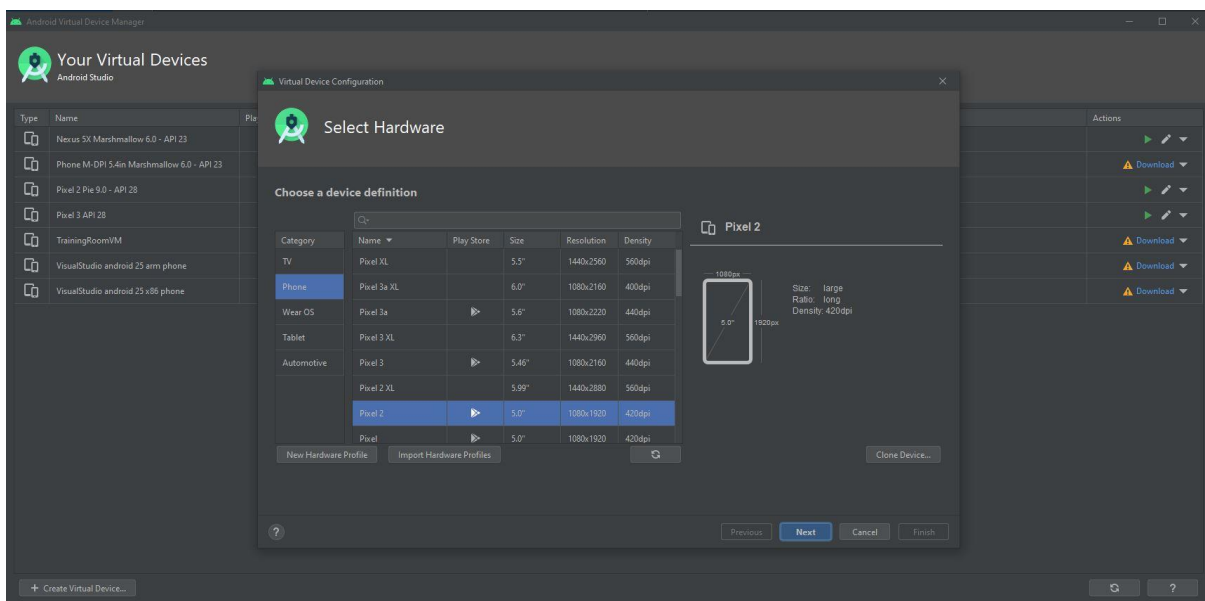 Android Virtual Device Manager
Your Virtual Devices
Android Studio
Type Name Pla Actions
Nexus 5X Marshmallow 6.0 - API 23
Phone M-DPI 5.4in Marshmallow 6.0 - API 23 Download
Pixel 2 Pie 9.0 - API 28
Pixel 3 API 28
TrainingRoomVM Download
VisualStudio android 25 arm phone Download
VisualStudio android 25 x86 phone Download
+ Create Virtual Device... ?
Virtual Device Configuration
Select Hardware
Choose a device definition
Category Name Play Store Size Resolution Density
TV Pixel XL 5.5" 1440x2560 560dpi
Phone Pixel 3a XL 6.0" 1080x2160 400dpi
Wear OS Pixel 3a 5.6" 1080x2220 440dpi
Tablet Pixel 3 XL 6.3" 1440x2960 560dpi
Automotive Pixel 3 5.46" 1080x2160 440dpi
Pixel 2 XL 5.99" 1440x2880 560dpi
Pixel 2 5.0" 1080x1920 420dpi
Pixel 5.0" 1080x1920 420dpi
New Hardware Profile Import Hardware Profiles
Pixel 2
1080px
5.0" 1920px
Size: large
Ratio: long
Density: 420dpi
Clone Device...
? Previous Next Cancel Finish